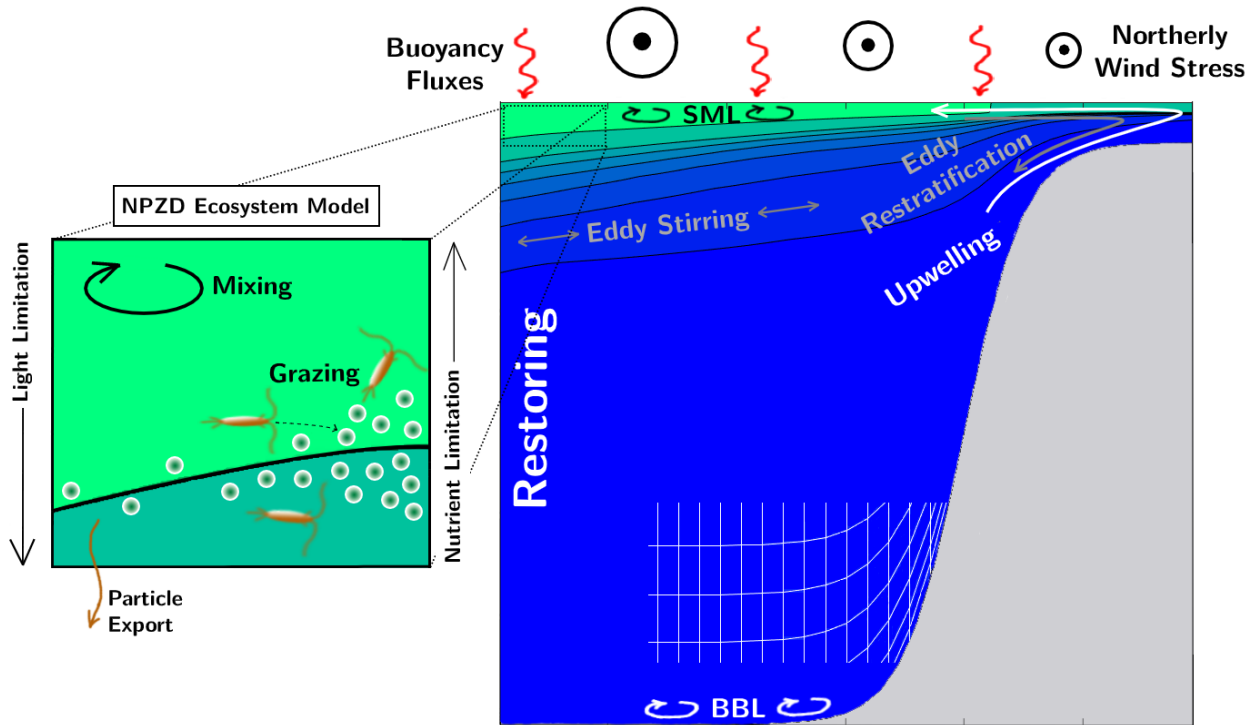 Buoyancy
Fluxes
Northerly
Wind Stress
SML
Eddy
Restratification
Eddy Stirring
Upwelling
Restoring
BBL
NPZD Ecosystem Model
Light Limitation
Mixing
Grazing
Nutrient Limitation
Particle
Export